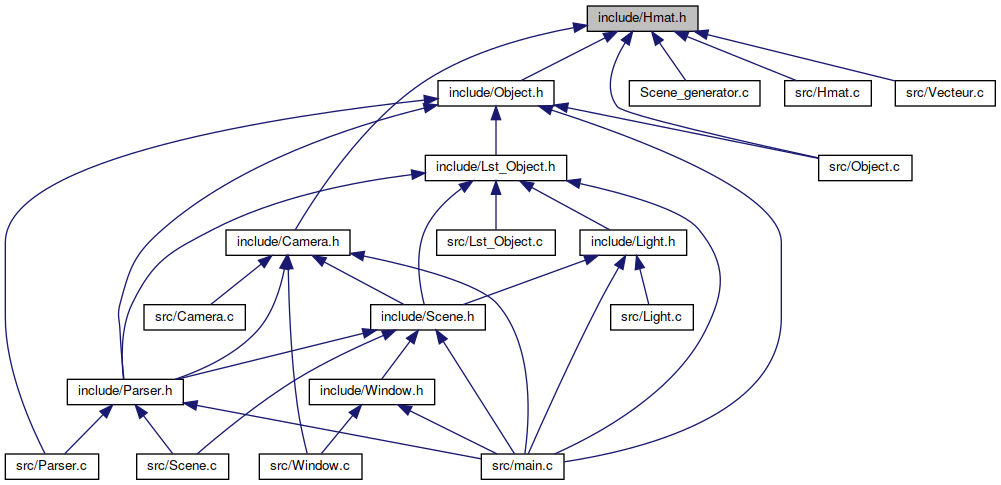 include/Hmat.h
include/Object.h
Scene_generator.c
src/Hmat.c
src/Vecteur.c
include/Lst_Object.h
src/Object.c
include/Camera.h
src/Lst_Object.c
include/Light.h
src/Camera.c
include/Scene.h
src/Light.c
include/Parser.h
include/Window.h
src/Parser.c
src/Scene.c
src/Window.c
src/main.c